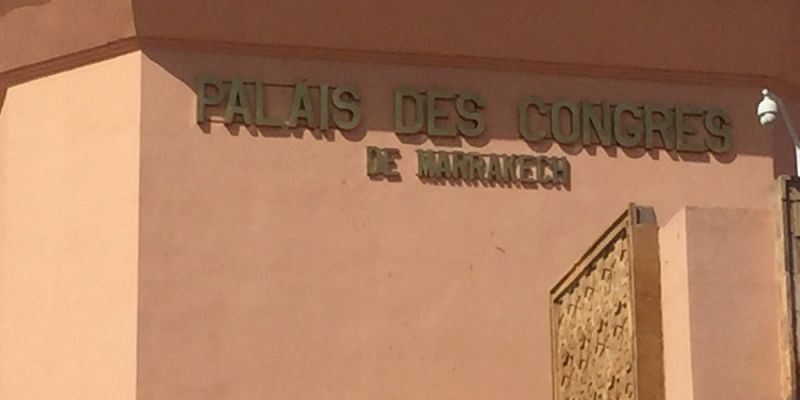 PALAIS DES CONGRES
DE MARRAKECH